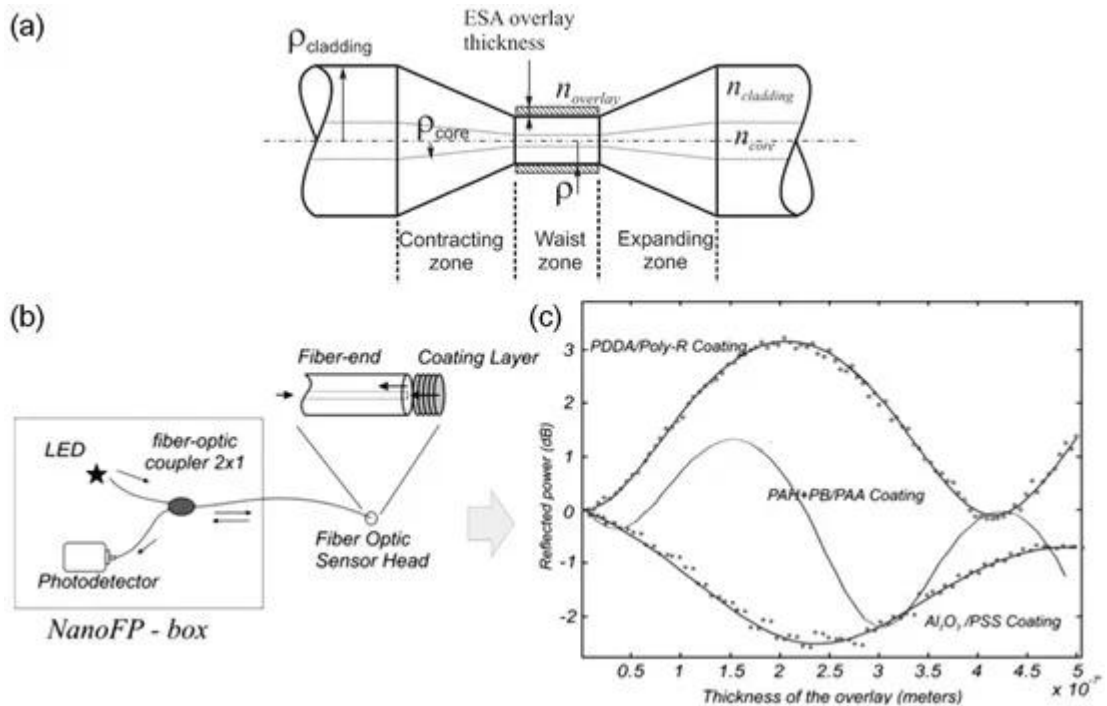 (a)
ESA overlay
thickness
ρcladding
noverlay
ncladding
ρcore
ncore
ρ
Contracting
zone
Waist
zone
Expanding
zone
(b)
Fiber-end
Coating Layer
LED
fiber-optic
coupler 2x1
Photodetector
Fiber Optic
Sensor Head
NanoFP - box
(c)
PDDA/Poly-R Coating
PAH+PB/PAA Coating
Al2O3/PSS Coating
Reflected power (dB)
3
2
1
0
-1
-2
0.5
1
1.5
2
2.5
3
3.5
4
4.5
5
x 10
Thickness of the overlay (meters)